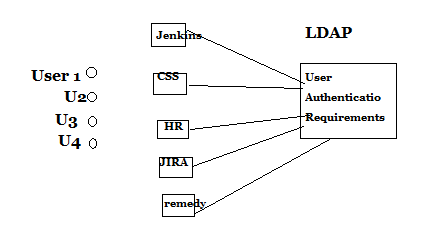 Jenkins
LDAP
User 1
CSS
User
U2
Authenticatio
U3
HR
Requirements
U4
JIRA
remedy